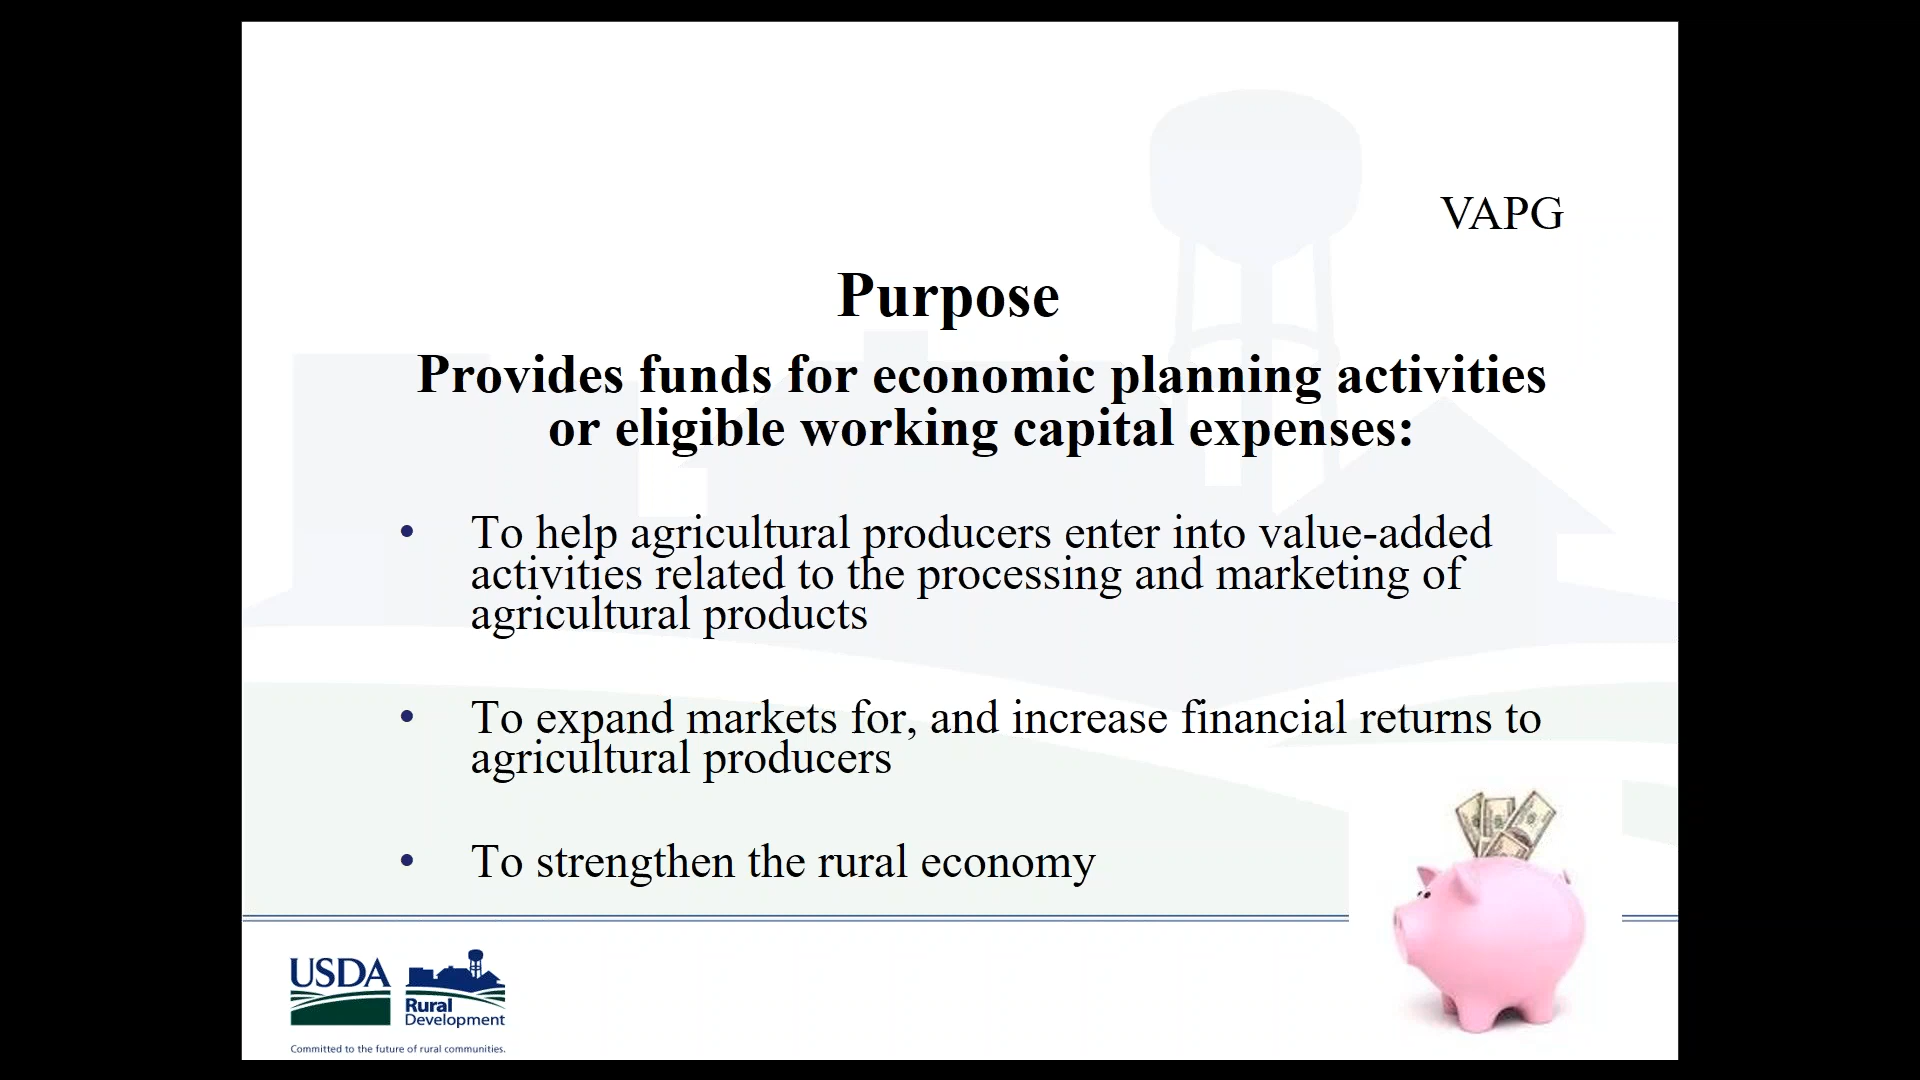 VAPG
Purpose
Provides funds for economic planning activities
or eligible working capital expenses:
• To help agricultural producers enter into value-added
activities related to the processing and marketing of
agricultural products
• To expand markets for, and increase financial returns to
agricultural producers
• To strengthen the rural economy
USDA
Rural
Development
Committed to the future of rural communities.